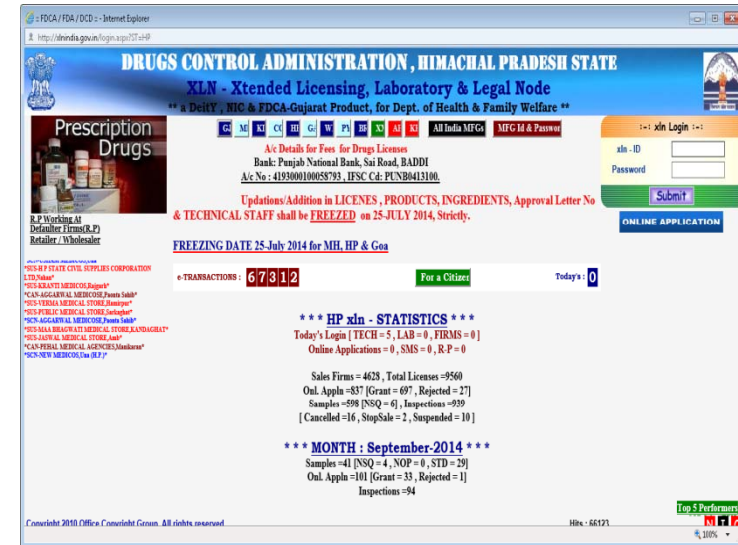 :: FDCA / FDA / DCD :: - Internet Explorer
http://xlnindia.gov.in/login.aspx?ST=HP
DRUGS CONTROL ADMINISTRATION , HIMACHAL PRADESH STATE
XLN - Xtended Licensing, Laboratory & Legal Node
** a DeitY , NIC & FDCA-Gujarat Product, for Dept. of Health & Family Welfare **
Prescription
Drugs
All India MFGs
MFG Id & Passwor
A/c Details for Fees for Drugs Licenses
Bank: Punjab National Bank, Sai Road, BADDI
A/c No : 4193000100058793 , IFSC Cd: PUNB0413100.
:-: xln Login :-:
xln - ID
Password
Submit
ONLINE APPLICATION
Updations/Addition in LICENES , PRODUCTS, INGREDIENTS, Approval Letter No
& TECHNICAL STAFF shall be FREEZED on 25-JULY 2014, Strictly.
FREEZING DATE 25-July 2014 for MH, HP & Goa
R.P Working At
Defaulter Firms(R.P)
Retailer / Wholesaler
*SUS-H P STATE CIVIL SUPPLIES CORPORATION
LTD,Nahan*
*SUS-KRANTI MEDICOS,Rajgarh*
*CAN-AGGARWAL MEDICOSE,Paonta Sahib*
*SUS-VERMA MEDICAL STORE,Hamirpur*
*SUS-PUBLIC MEDICAL STORE,Sarkaghat*
*SCN-AGGARWAL MEDICOSE,Paonta Sahib*
*SUS-MAA BHAGWATI MEDICAL STORE,KANDAGHAT*
*SUS-JASWAL MEDICAL STORE,Amb*
*CAN-PEHAL MEDICAL AGENCIES,Manikaran*
*SCN-NEW MEDICOS,Una (H.P.)*
e-TRANSACTIONS : 67312
For a Citizen
Today's : 0
* * * HP xln - STATISTICS * * *
Today's Login [ TECH = 5 , LAB = 0 , FIRMS = 0 ]
Online Applications = 0 , SMS = 0 , R-P = 0
Sales Firms = 4628 , Total Licenses =9560
Onl. Appln =837 [Grant = 697 , Rejected = 27]
Samples =598 [NSQ = 6] , Inspections =939
[ Cancelled =16 , StopSale = 2 , Suspended = 10 ]
* * * MONTH : September-2014 * * *
Samples =41 [NSQ = 4 , NOP = 0 , STD = 29]
Onl. Appln =101 [Grant = 33 , Rejected = 1]
Inspections =94
Top 5 Performers
Copyright 2010 Office Copyright Group. All rights reserved
Hits : 66123
N I C
100%